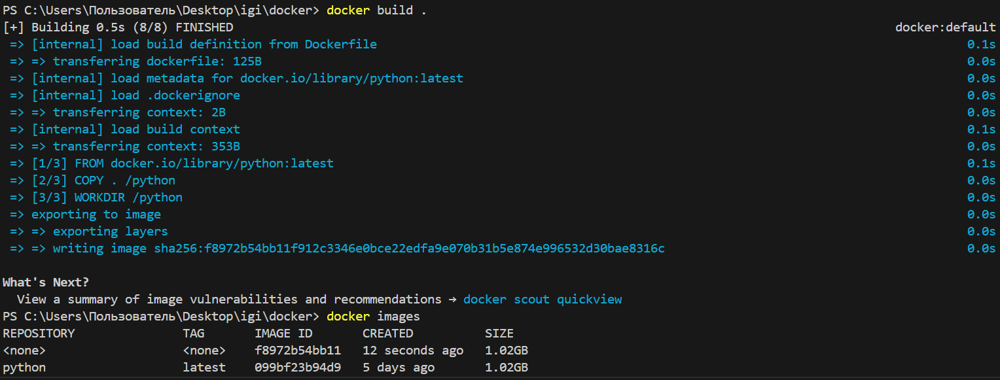 PS C:\Users\Пользователь\Desktop\igi\docker> docker build .
[+] Building 0.5s (8/8) FINISHED docker:default
=> [internal] load build definition from Dockerfile 0.1s
=> => transferring dockerfile: 125B 0.0s
=> [internal] load metadata for docker.io/library/python:latest 0.0s
=> [internal] load .dockerignore 0.0s
=> => transferring context: 2B 0.0s
=> [internal] load build context 0.1s
=> => transferring context: 353B 0.0s
=> [1/3] FROM docker.io/library/python:latest 0.1s
=> [2/3] COPY . /python 0.0s
=> [3/3] WORKDIR /python 0.0s
=> exporting to image 0.0s
=> => exporting layers 0.0s
=> => writing image sha256:f8972b54bb11f912c3346e0bce22edfa9e070b31b5e874e996532d30bae8316c 0.0s
What's Next?
View a summary of image vulnerabilities and recommendations → docker scout quickview
PS C:\Users\Пользователь\Desktop\igi\docker> docker images
REPOSITORY TAG IMAGE ID CREATED SIZE
<none> <none> f8972b54bb11 12 seconds ago 1.02GB
python latest 099bf23b94d9 5 days ago 1.02GB